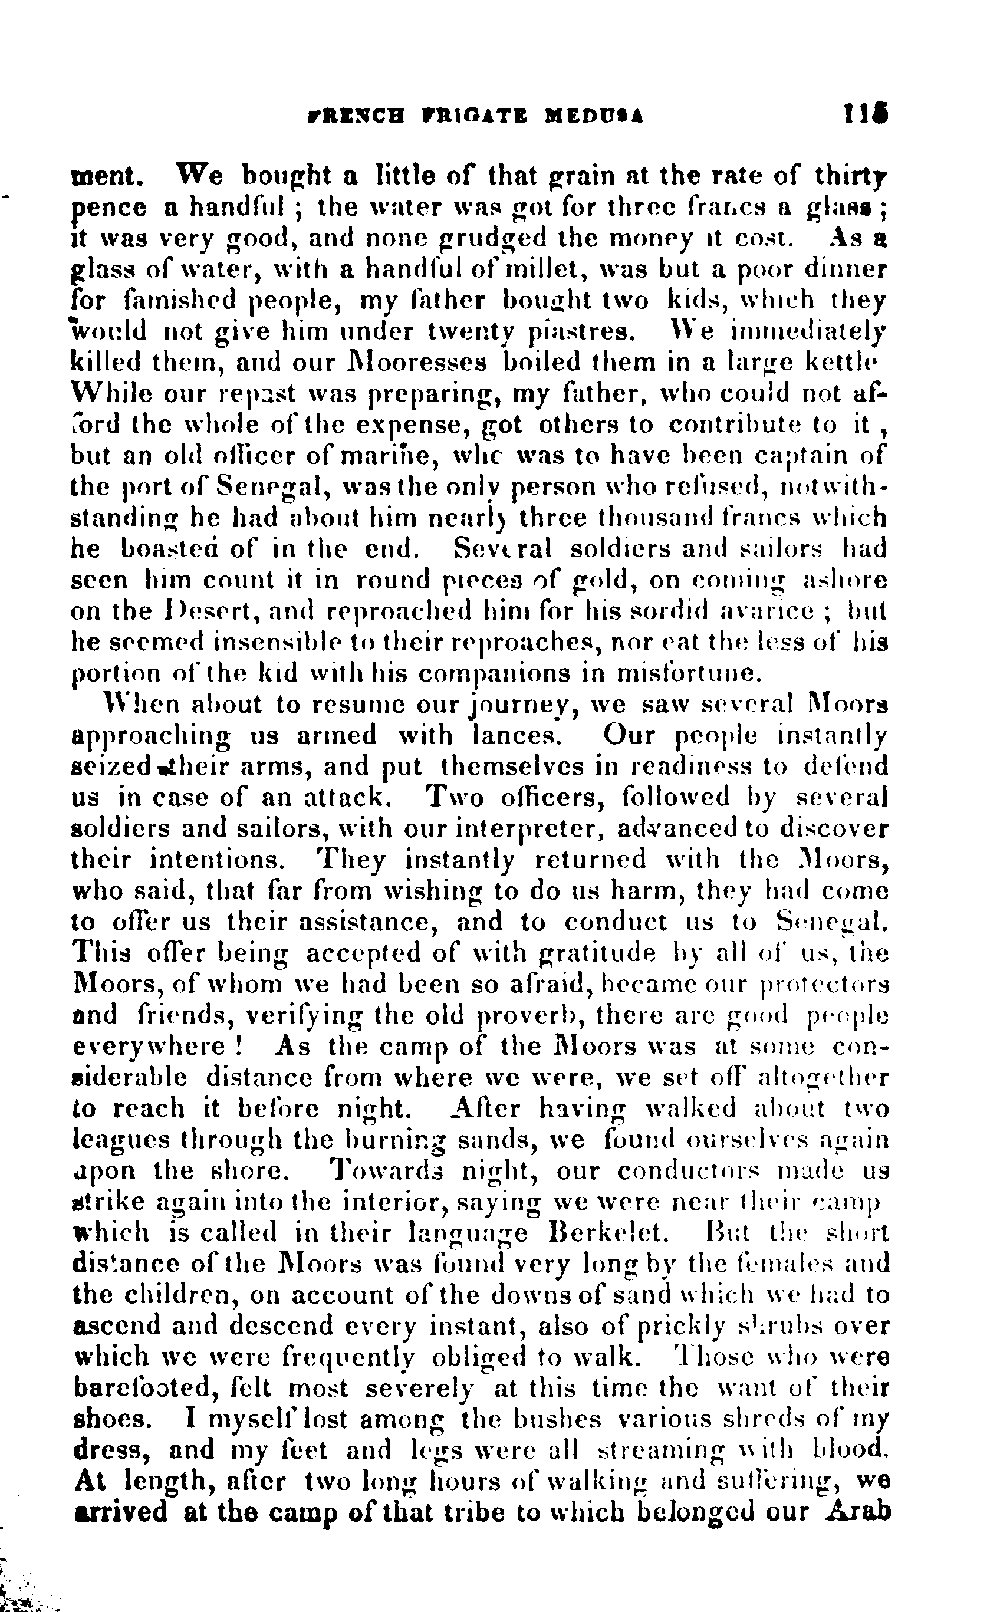 FRENCH FRIGATE MEDUSA 115
ment. We bought a little of that grain at the rate of thirty
pence a handful ; the water was got for three francs a glass ;
it was very good, and none grudged the money it cost. As a
glass of water, with a handful of millet, was but a poor dinner
for famished people, my father bought two kids, which they
would not give him under twenty piastres. We immediately
killed them, and our Mooresses boiled them in a large kettle
While our repast was preparing, my father, who could not af-
ford the whole of the expense, got others to contribute to it ,
but an old officer of marine, who was to have been captain of
the port of Senegal, was the only person who refused, notwith-
standing he had about him nearly three thousand francs which
he boasted of in the end. Several soldiers and sailors had
seen him count it in round pieces of gold, on coming ashore
on the Desert, and reproached him for his sordid avarice ; but
he seemed insensible to their reproaches, nor eat the less of his
portion of the kid with his companions in misfortune.
When about to resume our journey, we saw several Moors
approaching us armed with lances. Our people instantly
seized their arms, and put themselves in readiness to defend
us in case of an attack. Two officers, followed by several
soldiers and sailors, with our interpreter, advanced to discover
their intentions. They instantly returned with the Moors,
who said, that far from wishing to do us harm, they had come
to offer us their assistance, and to conduct us to Senegal.
This offer being accepted of with gratitude by all of us, the
Moors, of whom we had been so afraid, became our protectors
and friends, verifying the old proverb, there are good people
everywhere ! As the camp of the Moors was at some con-
siderable distance from where we were, we set off altogether
to reach it before night. After having walked about two
leagues through the burning sands, we found ourselves again
upon the shore. Towards night, our conductors made us
strike again into the interior, saying we were near their camp
which is called in their language Berkelet. But the short
distance of the Moors was found very long by the females and
the children, on account of the downs of sand which we had to
ascend and descend every instant, also of prickly shrubs over
which we were frequently obliged to walk. Those who were
barefooted, felt most severely at this time the want of their
shoes. I myself lost among the bushes various shreds of my
dress, and my feet and legs were all streaming with blood.
At length, after two long hours of walking and suffering, we
arrived at the camp of that tribe to which belonged our Arab